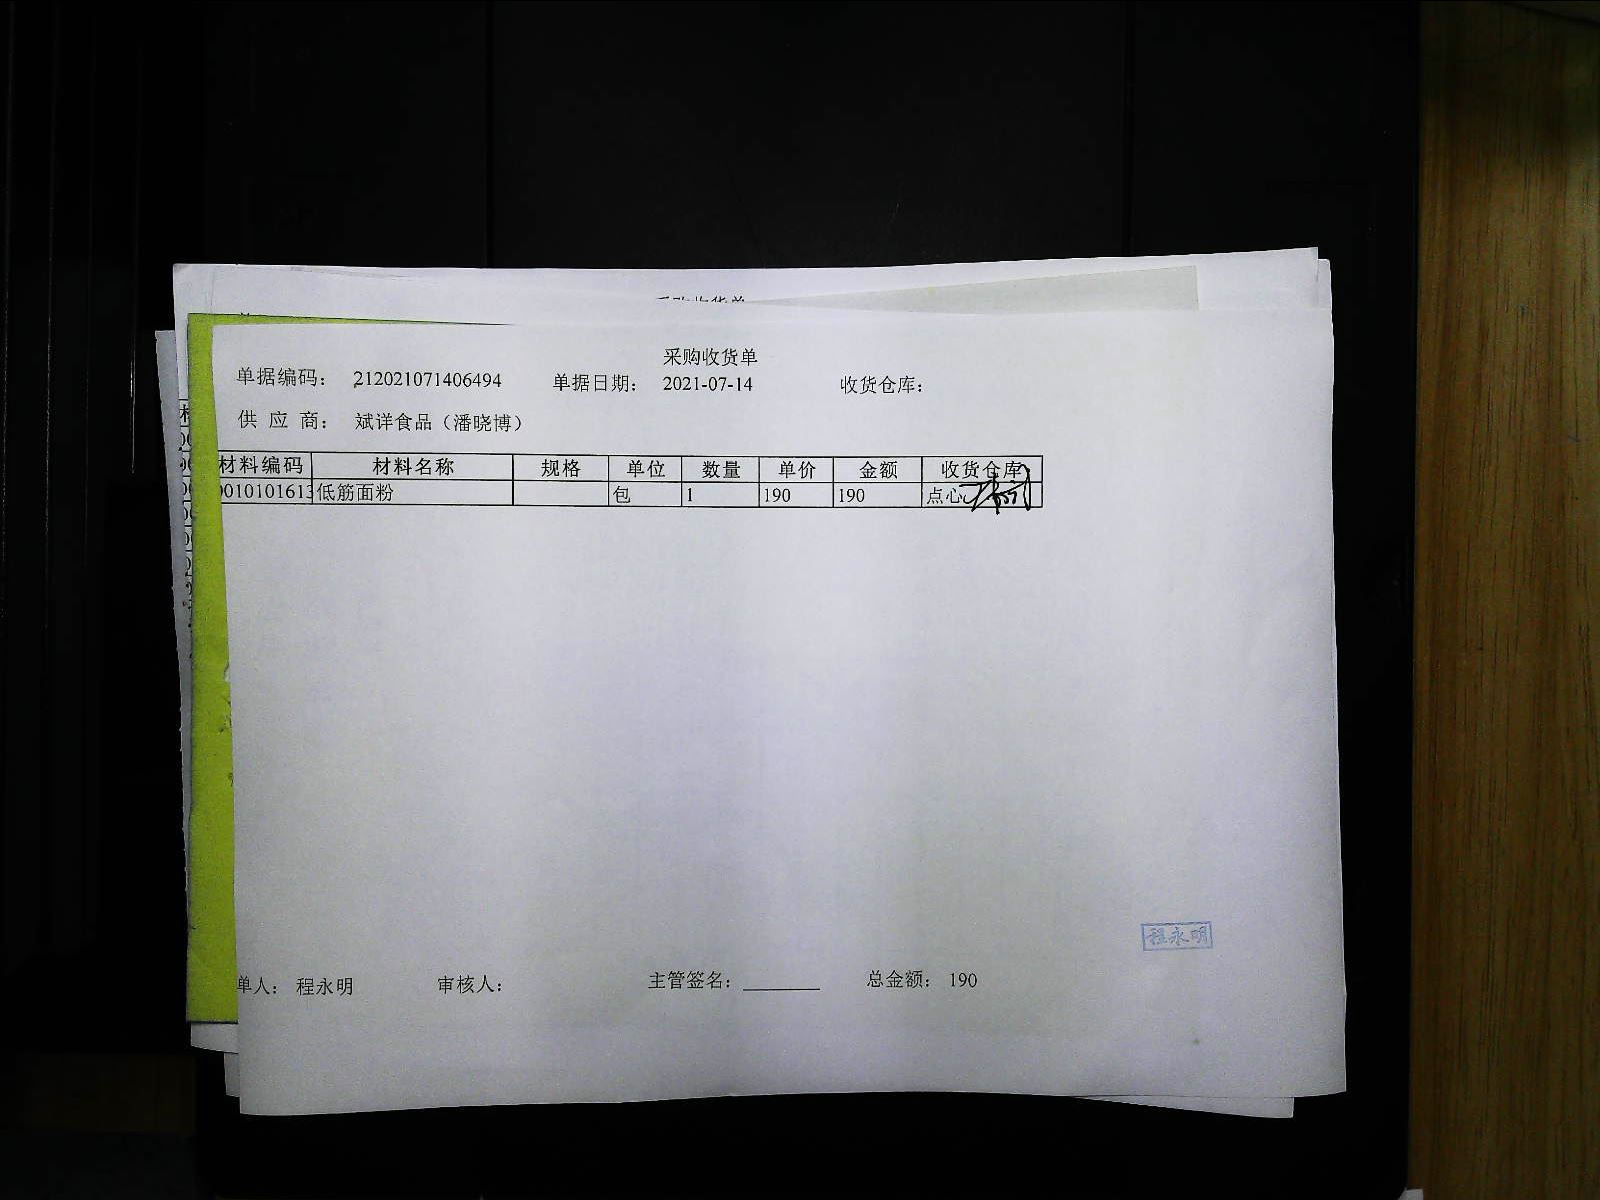 采购收货单
单据编码： 212021071406494 单据日期： 2021-07-14 收货仓库：
供 应 商： 斌详食品（潘晓博）
材料编码 材料名称 规格 单位 数量 单价 金额 收货仓库
010101613 低筋面粉 包 1 190 190 点心
程永明
单人： 程永明 审核人： 主管签名： 总金额： 190